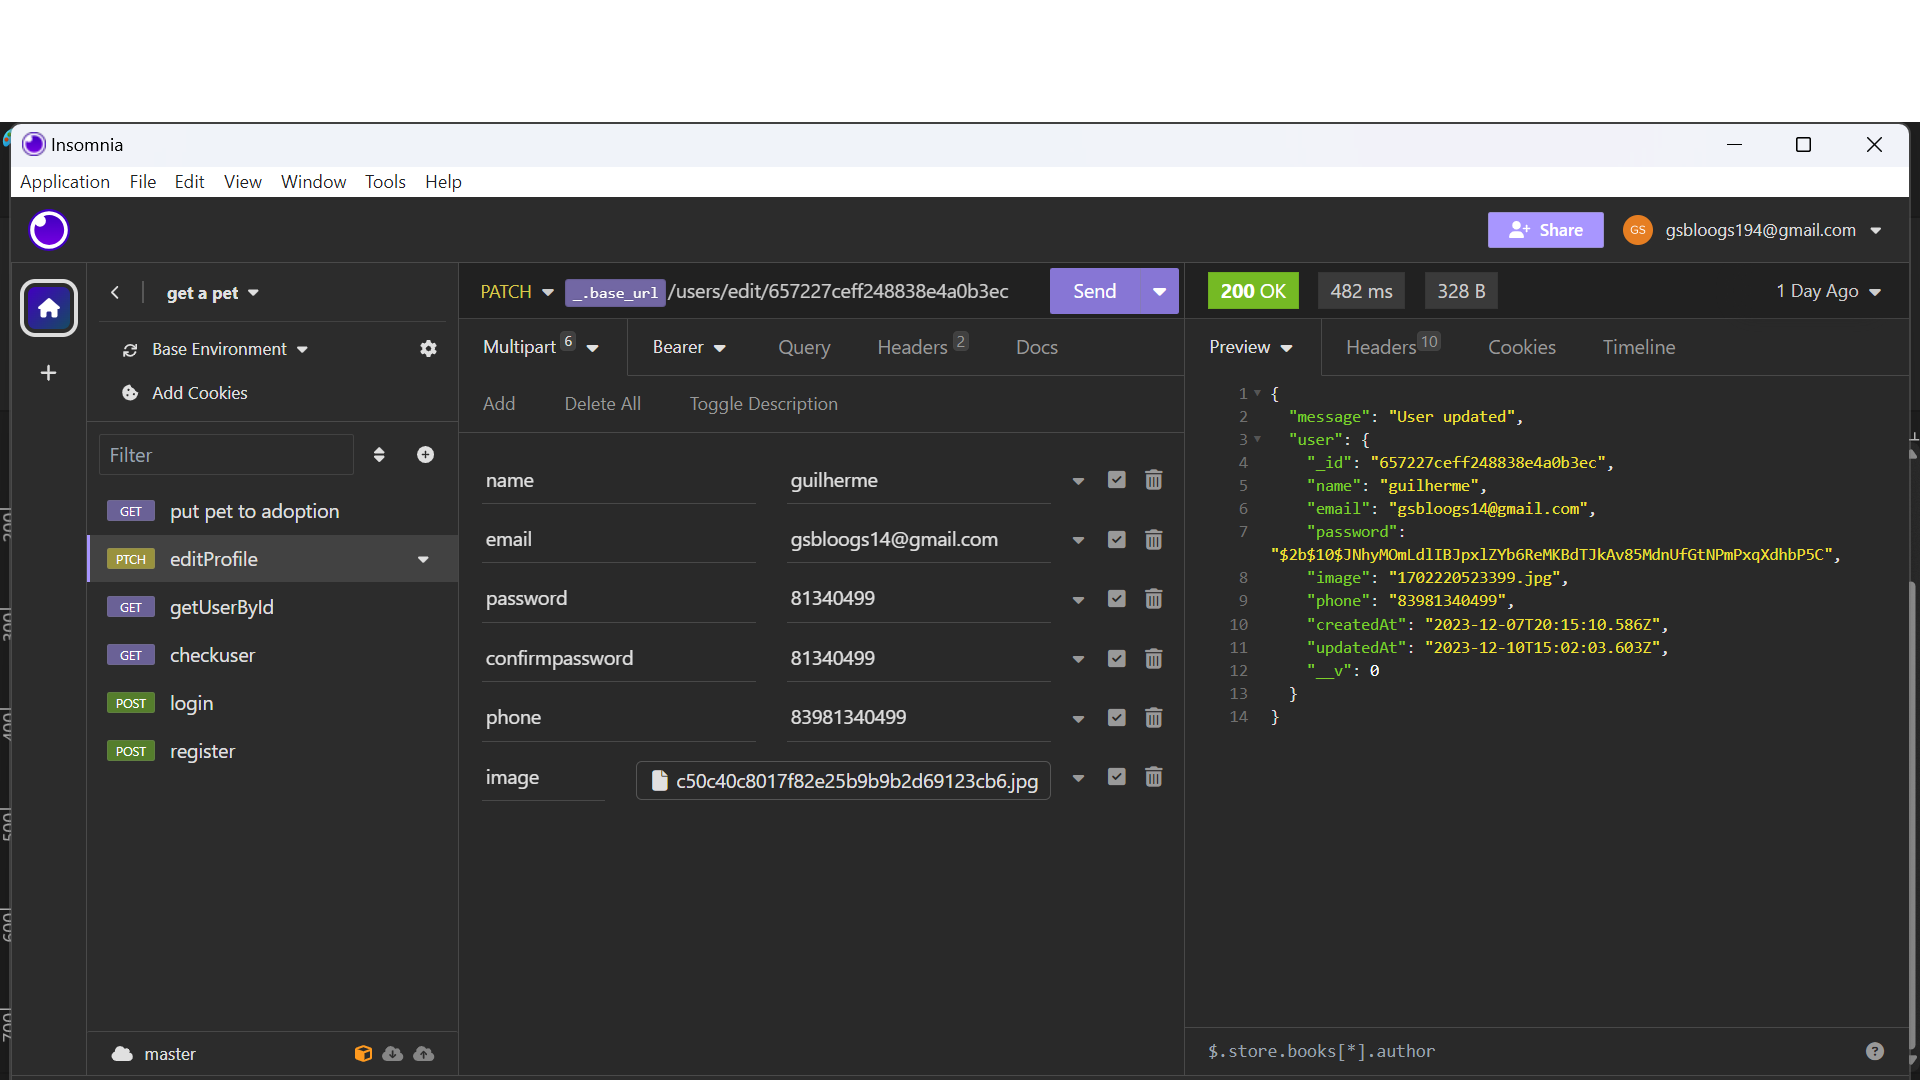 Insomnia
Application File Edit View Window Tools Help
Share GS gsbloogs194@gmail.com
get a pet
PATCH _.base_url /users/edit/657227ceff248838e4a0b3ec Send
200 OK 482 ms 328 B 1 Day Ago
Base Environment
Add Cookies
Filter
GET put pet to adoption
PTCH editProfile
GET getUserById
GET checkuser
POST login
POST register
master
Multipart 6 Bearer Query Headers 2 Docs
Add Delete All Toggle Description
name guilherme
email gsbloogs14@gmail.com
password 81340499
confirmpassword 81340499
phone 83981340499
image c50c40c8017f82e25b9b9b2d69123cb6.jpg
Preview Headers 10 Cookies Timeline
1 {
2 "message": "User updated",
3 "user": {
4 "_id": "657227ceff248838e4a0b3ec",
5 "name": "guilherme",
6 "email": "gsbloogs14@gmail.com",
7 "password":
"$2b$10$JNhyMOmLdlIBJpxlZYb6ReMKBdTJkAv85MdnUfGtNPmPxqXdhbP5C",
8 "image": "1702220523399.jpg",
9 "phone": "83981340499",
10 "createdAt": "2023-12-07T20:15:10.586Z",
11 "updatedAt": "2023-12-10T15:02:03.603Z",
12 "__v": 0
13 }
14 }
$.store.books[*].author